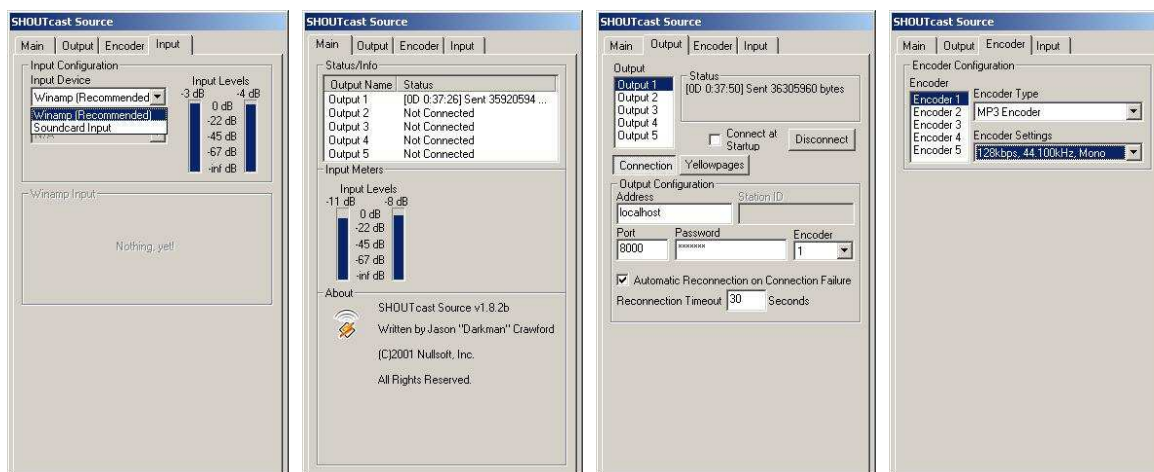 SHOUTcast Source
Main Output Encoder Input
Input Configuration
Input Device
Winamp (Recommended
Winamp (Recommended)
Soundcard Input
Input Levels
-3 dB -4 dB
0 dB
-22 dB
-45 dB
-67 dB
-inf dB
Winamp Input
Nothing, yet!
SHOUTcast Source
Main Output Encoder Input
Status/Info
Output Name Status
Output 1 [0D 0:37:26] Sent 35920594 ...
Output 2 Not Connected
Output 3 Not Connected
Output 4 Not Connected
Output 5 Not Connected
Input Meters
Input Levels
-11 dB -8 dB
0 dB
-22 dB
-45 dB
-67 dB
-inf dB
About
SHOUTcast Source v1.8.2b
Written by Jason "Darkman" Crawford
(C)2001 Nullsoft, Inc.
All Rights Reserved.
SHOUTcast Source
Main Output Encoder Input
Output
Output 1
Output 2
Output 3
Output 4
Output 5
Status
[0D 0:37:50] Sent 36305960 bytes
Connect at
Startup
Disconnect
Connection Yellowpages
Output Configuration
Address Station ID
localhost
Port Password Encoder
8000 ******* 1
Automatic Reconnection on Connection Failure
Reconnection Timeout 30 Seconds
SHOUTcast Source
Main Output Encoder Input
Encoder Configuration
Encoder
Encoder 1
Encoder 2
Encoder 3
Encoder 4
Encoder 5
Encoder Type
MP3 Encoder
Encoder Settings
128kbps, 44.100kHz, Mono